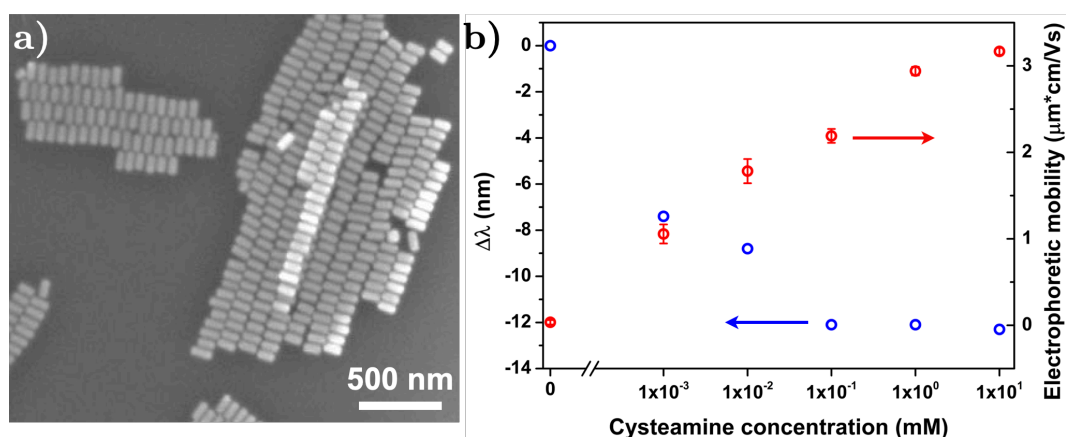 a)
500 nm
b)
0
-2
-4
-6
-8
-10
-12
-14
Δλ (nm)
3
2
1
0
Electrophoretic mobility (μm*cm/Vs)
0
1x10⁻³
1x10⁻²
1x10⁻¹
1x10⁰
1x10¹
Cysteamine concentration (mM)